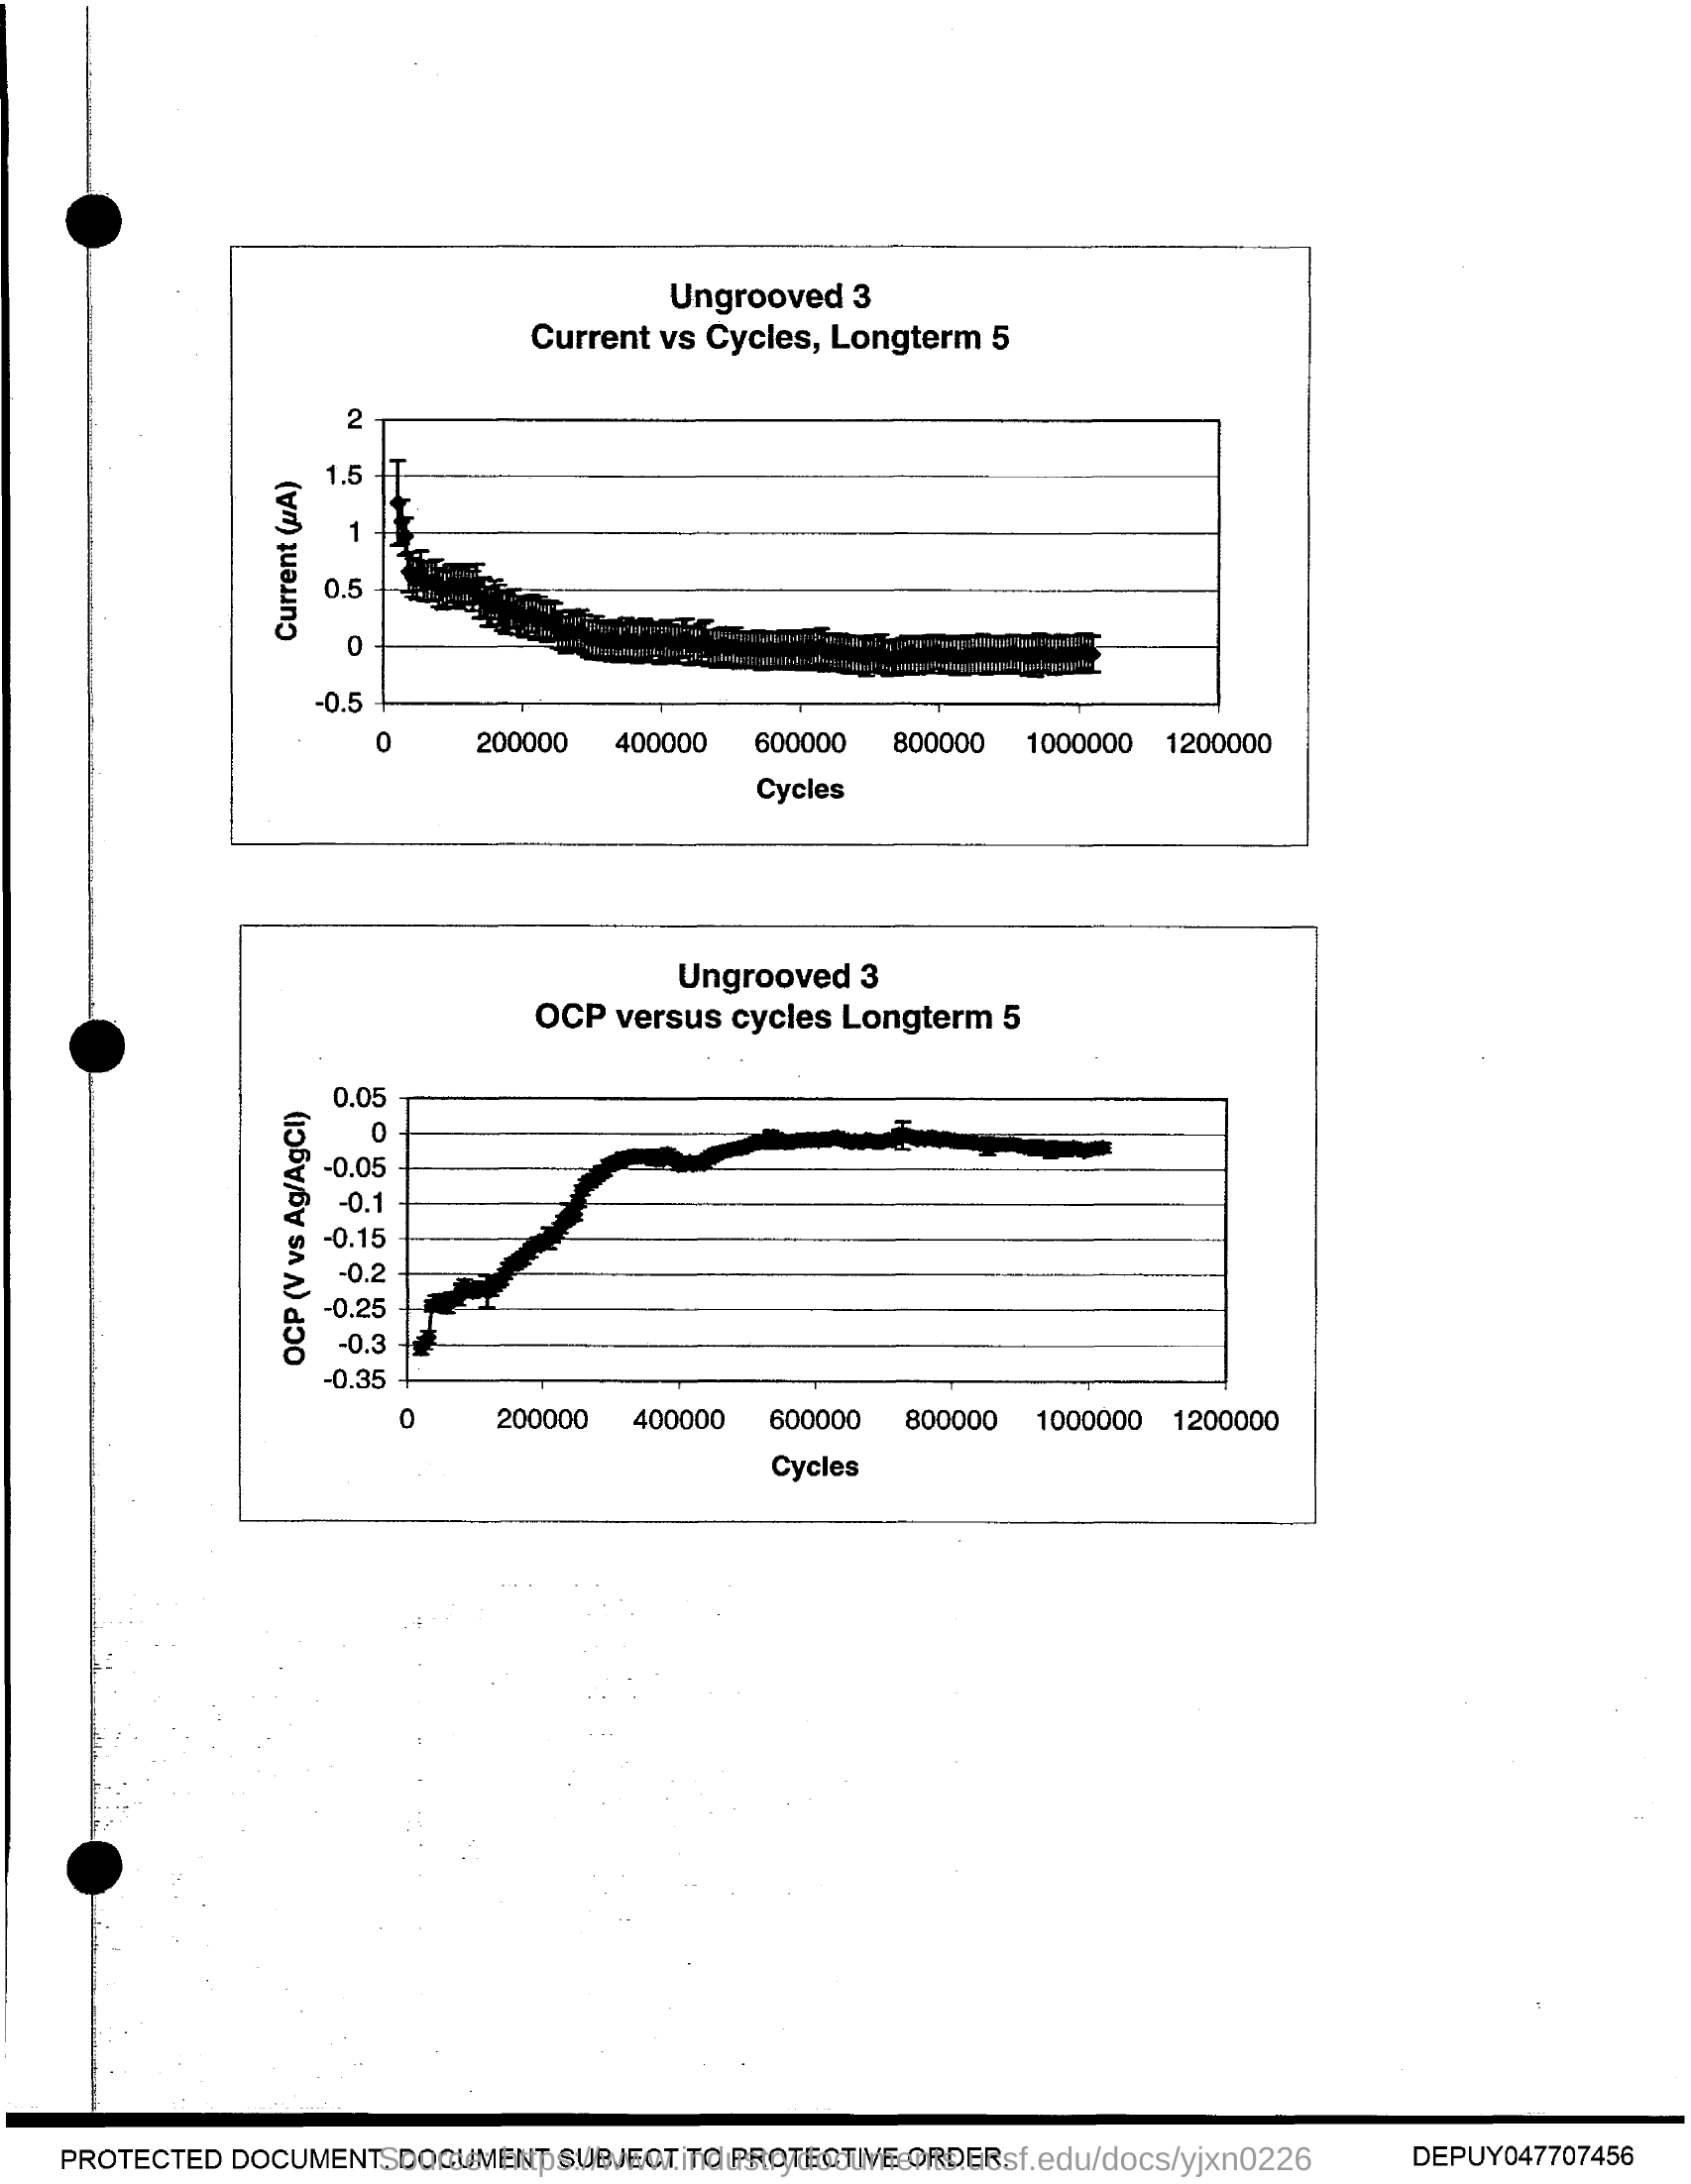 Ungrooved 3
Current vs Cycles, Longterm 5
Current (µA)
2
1.5
1
0.5
0
-0.5
0 200000 400000 600000 800000 1000000 1200000
Cycles
Ungrooved 3
OCP versus cycles Longterm 5
OCP (V vs Ag/AgCl)
0.05
0
-0.05
-0.1
-0.15
-0.2
-0.25
-0.3
-0.35
0 200000 400000 600000 800000 1000000 1200000
Cycles
PROTECTED DOCUMENT. DOCUMENT SUBJECT TO PROTECTIVE ORDER.
Source: https://www.industrydocuments.ucsf.edu/docs/yjxn0226
DEPUY047707456